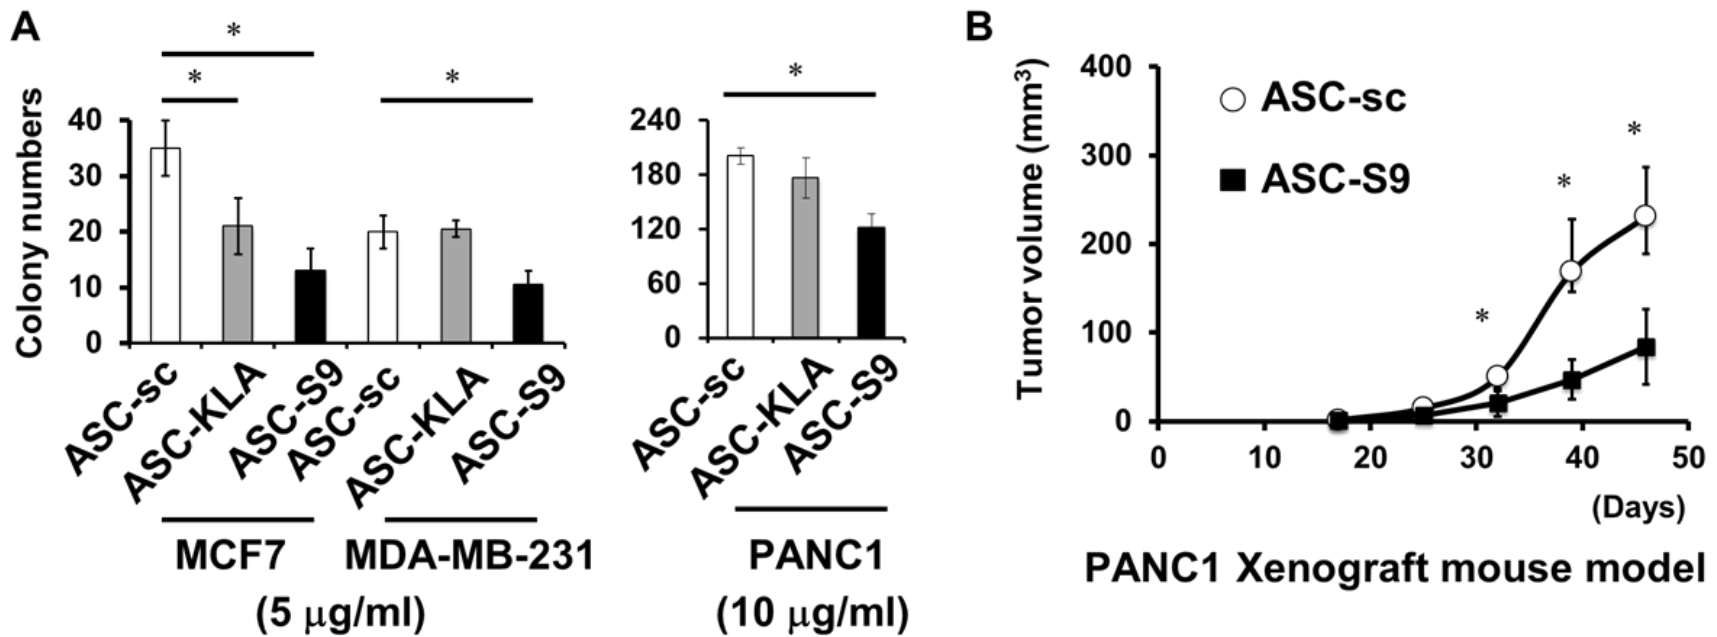 A
B
*
*
*
*
Colony numbers
40
30
20
10
0
240
180
120
60
0
ASC-sc
ASC-KLA
ASC-S9
ASC-sc
ASC-KLA
ASC-S9
ASC-sc
ASC-KLA
ASC-S9
MCF7
MDA-MB-231
PANC1
(5 μg/ml)
(10 μg/ml)
Tumor volume (mm³)
400
300
200
100
0
ASC-sc
ASC-S9
*
*
*
0 10 20 30 40 50
(Days)
PANC1 Xenograft mouse model